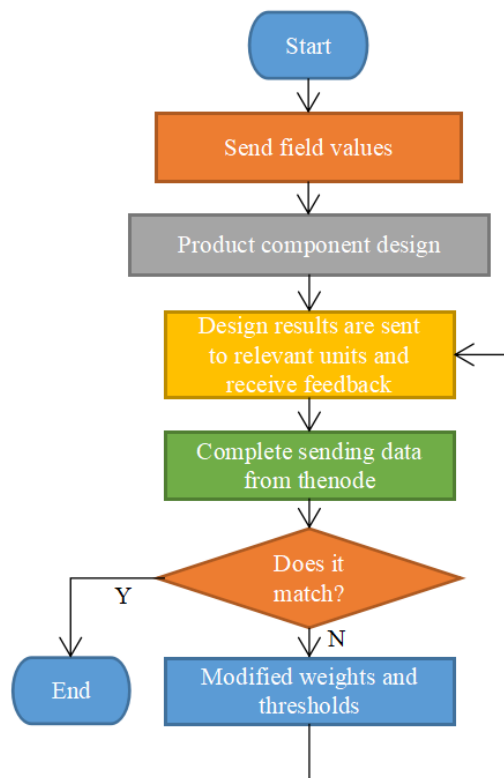 Start
Send field values
Product component design
Design results are sent
to relevant units and
receive feedback
Complete sending data
from thenode
Does it
match?
Y
N
End
Modified weights and
thresholds